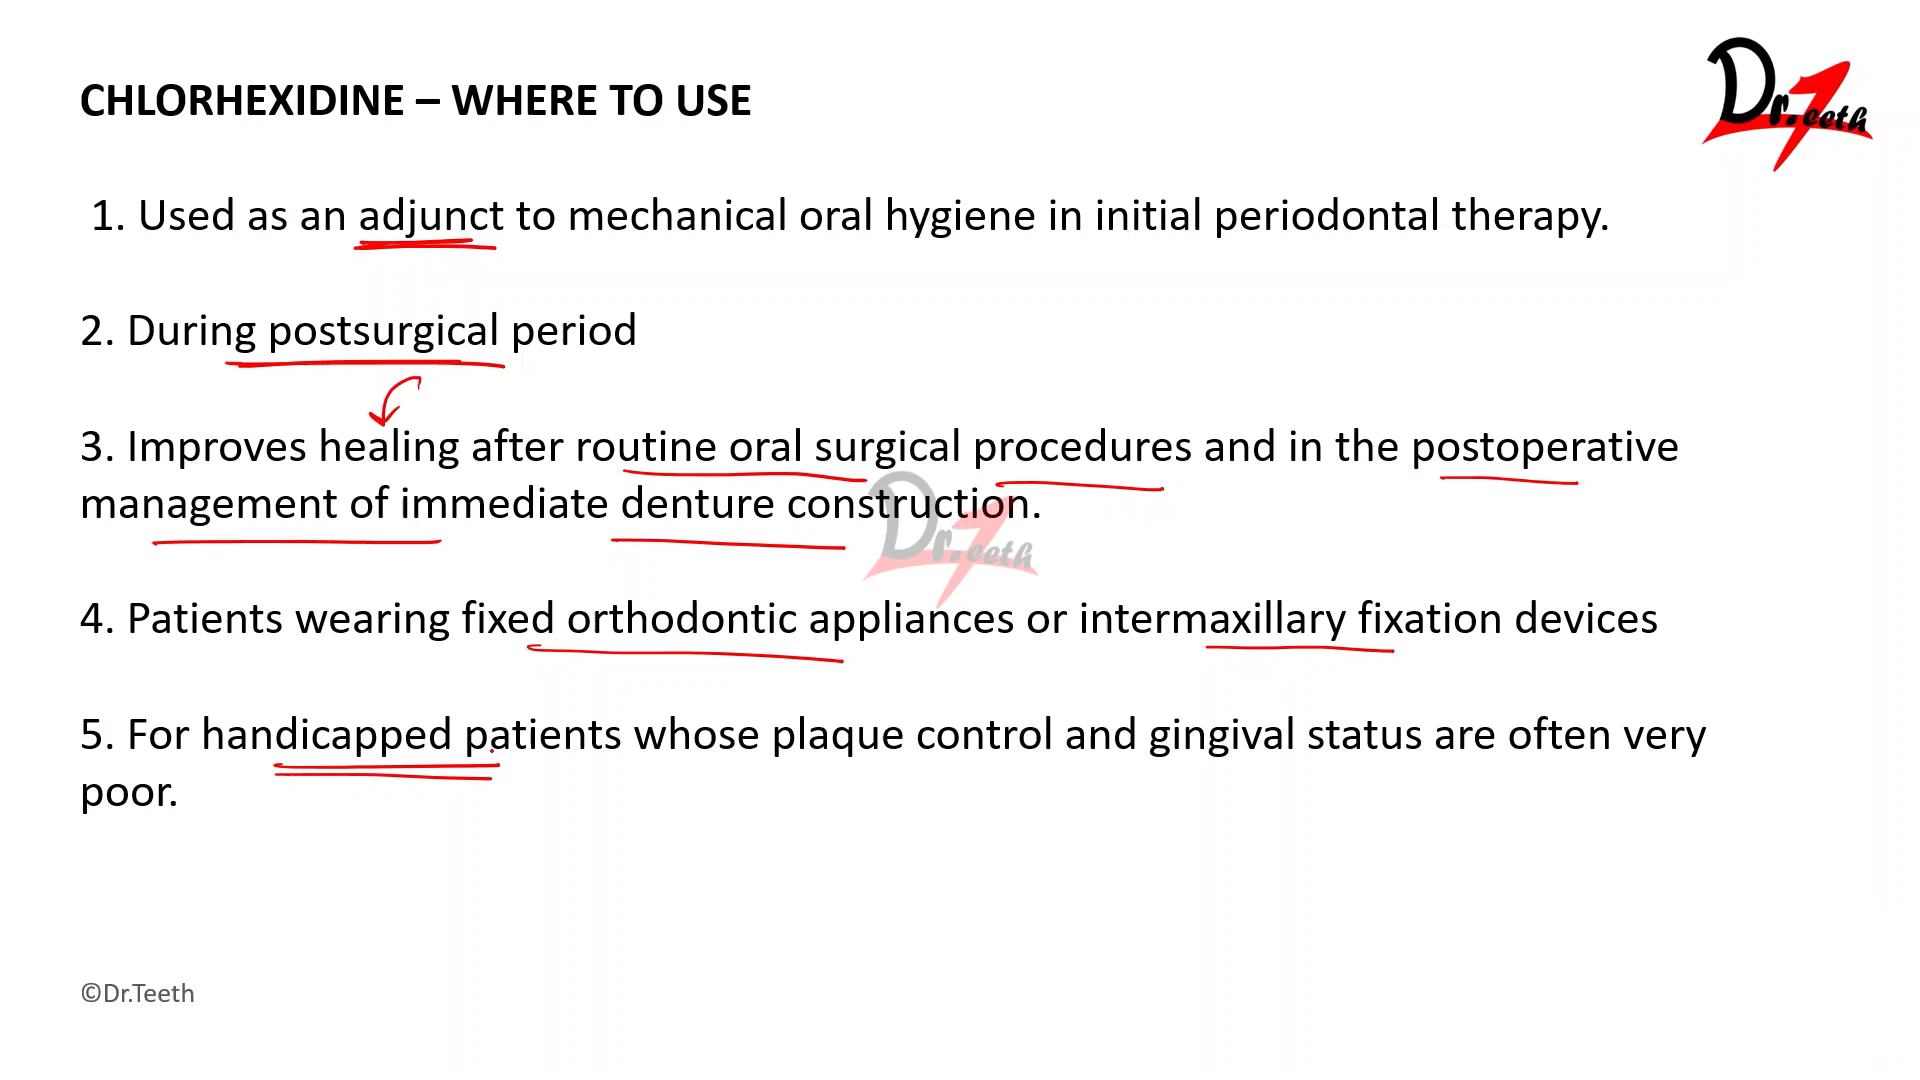 CHLORHEXIDINE – WHERE TO USE
Dr.Teeth
1. Used as an adjunct to mechanical oral hygiene in initial periodontal therapy.
2. During postsurgical period
3. Improves healing after routine oral surgical procedures and in the postoperative
management of immediate denture construction.
Dr.Teeth
4. Patients wearing fixed orthodontic appliances or intermaxillary fixation devices
5. For handicapped patients whose plaque control and gingival status are often very
poor.
©Dr.Teeth